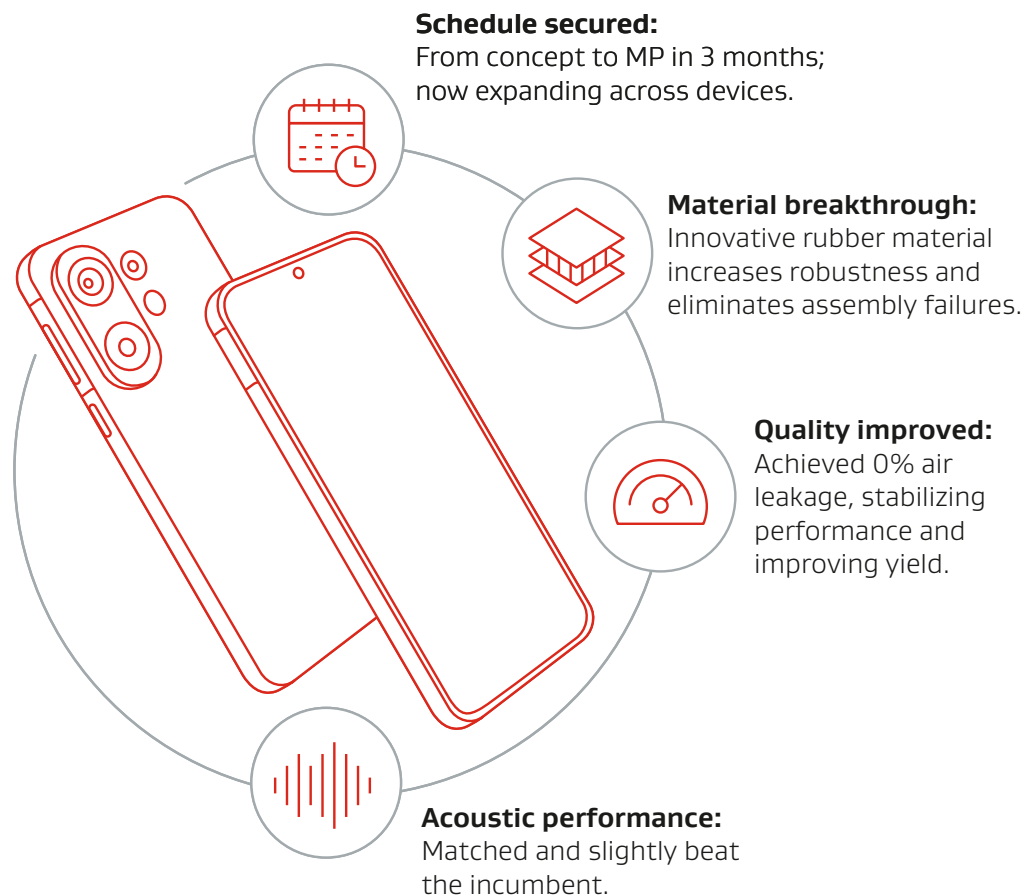 Schedule secured:
From concept to MP in 3 months;
now expanding across devices.
Material breakthrough:
Innovative rubber material
increases robustness and
eliminates assembly failures.
Quality improved:
Achieved 0% air
leakage, stabilizing
performance and
improving yield.
Acoustic performance:
Matched and slightly beat
the incumbent.